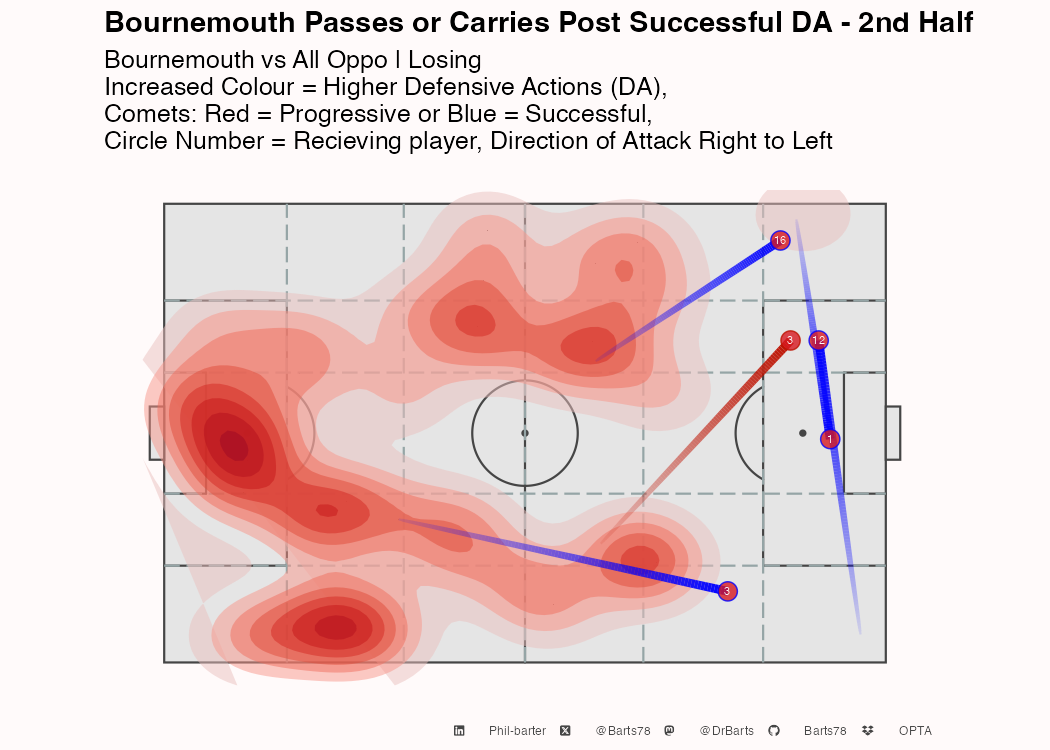 Bournemouth Passes or Carries Post Successful DA - 2nd Half
Bournemouth vs All Oppo | Losing
Increased Colour = Higher Defensive Actions (DA),
Comets: Red = Progressive or Blue = Successful,
Circle Number = Recieving player, Direction of Attack Right to Left
16
3
12
1
3
Phil-barter @Barts78 @DrBarts Barts78 OPTA